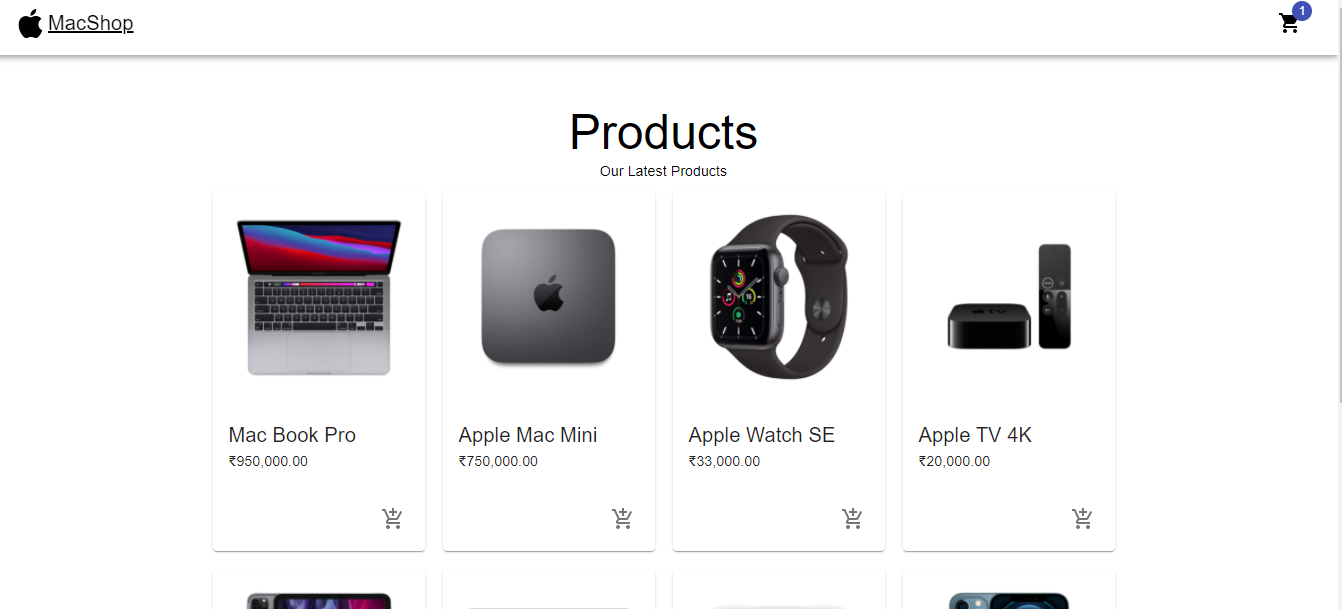 MacShop
1
Products
Our Latest Products
Mac Book Pro
₹950,000.00
Apple Mac Mini
₹750,000.00
Apple Watch SE
₹33,000.00
Apple TV 4K
₹20,000.00